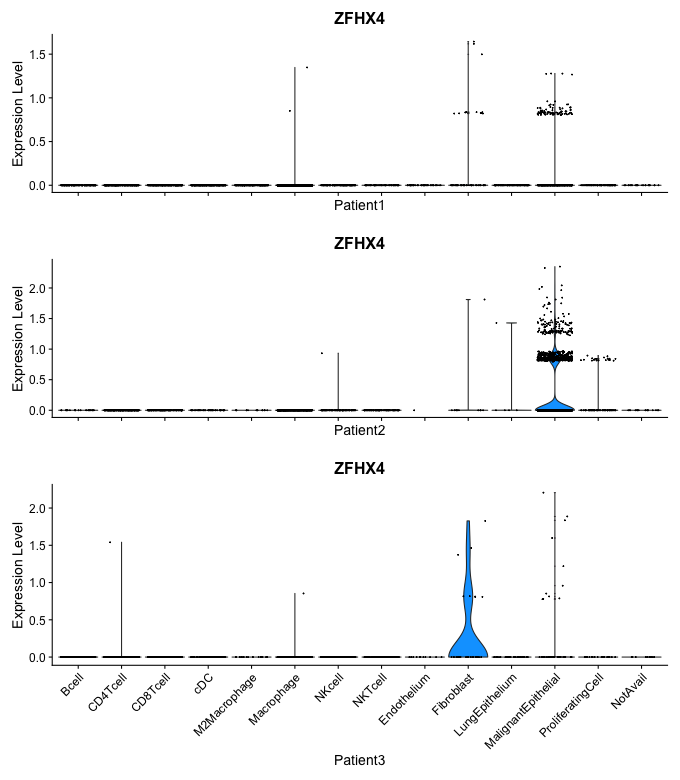 ZFHX4
Expression Level
1.5
1.0
0.5
0.0
Patient1
ZFHX4
Expression Level
2.0
1.5
1.0
0.5
0.0
Patient2
ZFHX4
Expression Level
2.0
1.5
1.0
0.5
0.0
Bcell
CD4Tcell
CD8Tcell
cDC
M2Macrophage
Macrophage
NKcell
NKTcell
Endothelium
Fibroblast
LungEpithelium
MalignantEpithelial
ProliferatingCell
NotAvail
Patient3